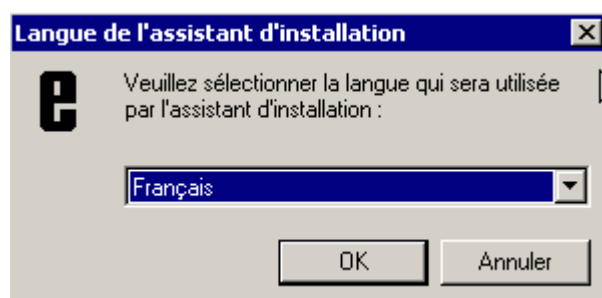 Langue de l'assistant d'installation
e
Veuillez sélectionner la langue qui sera utilisée
par l'assistant d'installation :
Français
OK
Annuler